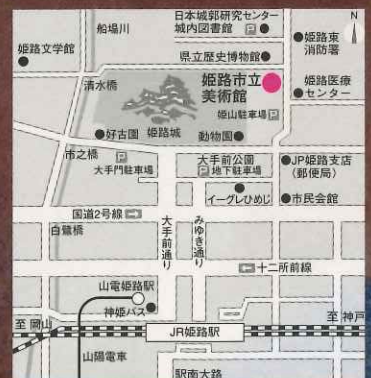 日本城郭研究センター
城内図書館 P
船場川
N
姫路文学館
姫路東
消防署
県立歴史博物館
清水橋
姫路市立
美術館
姫路医療
センター
姫山駐車場 P
好古園
姫路城
動物園
市之橋
P
大手門駐車場
大手前公園
P 地下駐車場
JP姫路支店
(郵便局)
イーグレひめじ
市民会館
国道2号線
白鷺橋
大手前通り
みゆき通り
十二所前線
山電姫路駅
神姫バス
至 岡山
JR姫路駅
至 神戸
山陽電車
駅南大路